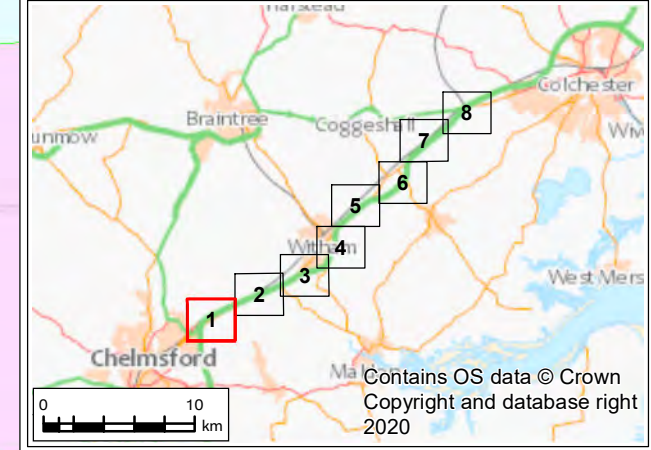 Halstead
Colchester
8
Braintree
Coggeshall
7
unmow
Wiv
6
5
Witham
4
3
West Mers
2
1
Chelmsford
Maldon
Contains OS data © Crown
Copyright and database right
2020
0 10
km